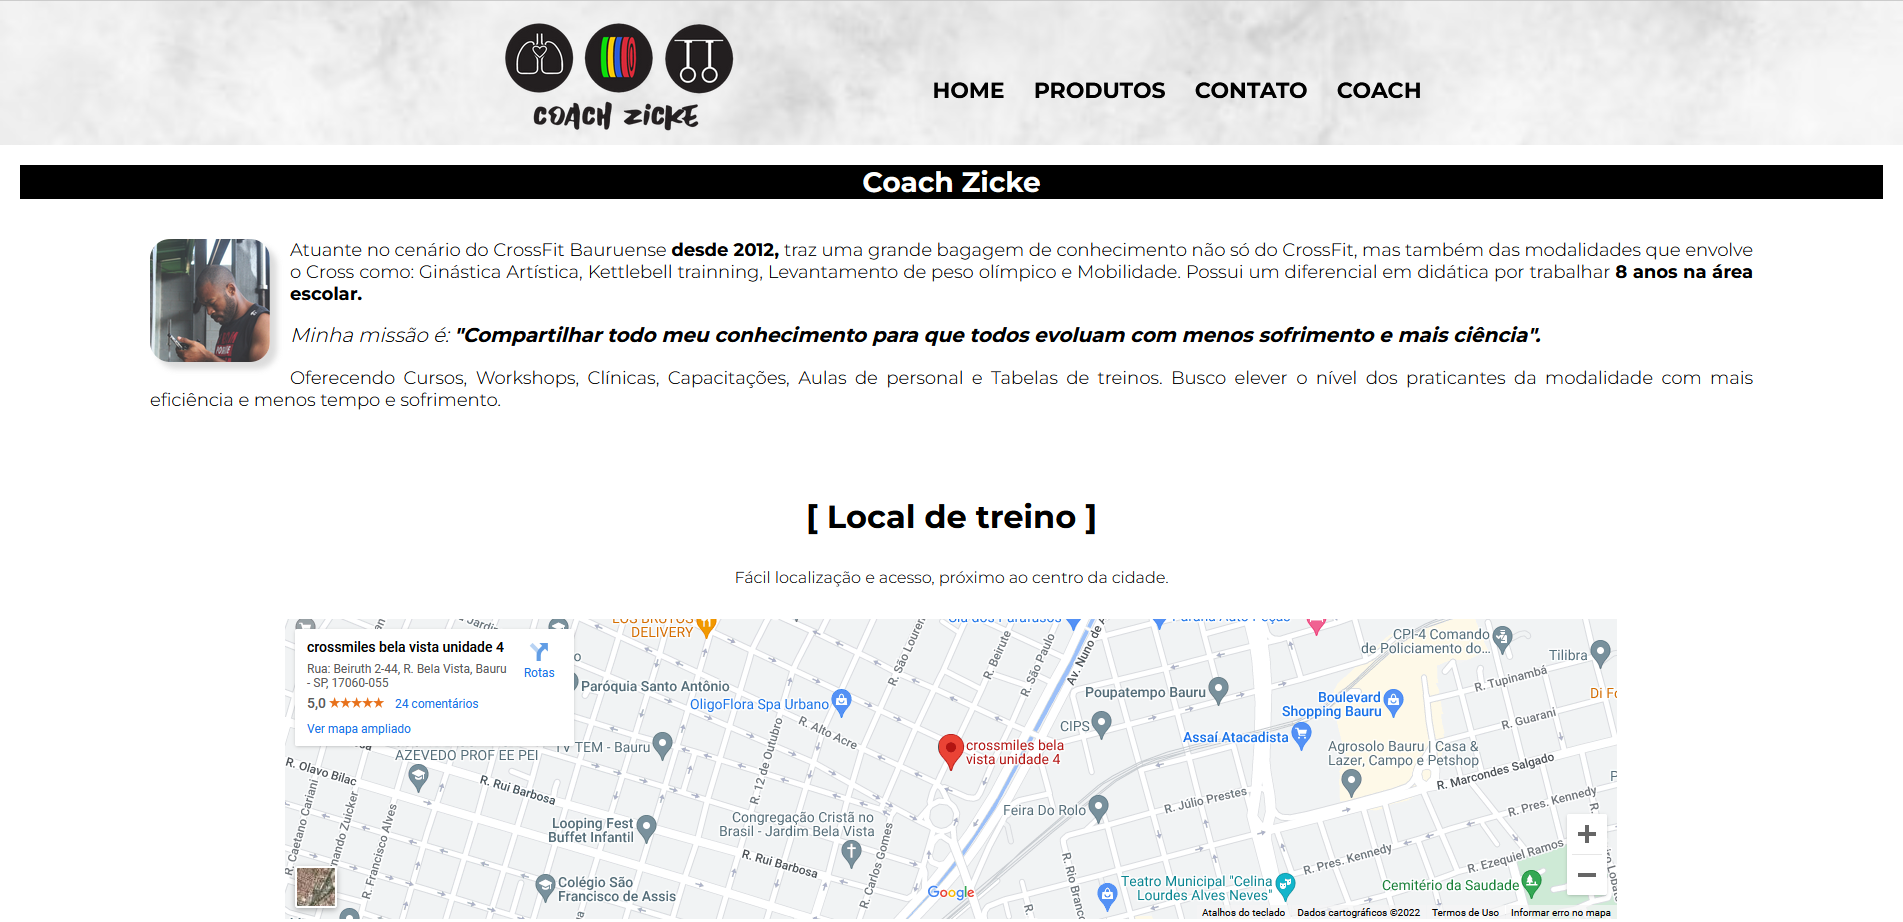 COACH ZICKE
HOME PRODUTOS CONTATO COACH
Coach Zicke
Atuante no cenário do CrossFit Bauruense desde 2012, traz uma grande bagagem de conhecimento não só do CrossFit, mas também das modalidades que envolve
o Cross como: Ginástica Artística, Kettlebell trainning, Levantamento de peso olímpico e Mobilidade. Possui um diferencial em didática por trabalhar 8 anos na área
escolar.
Minha missão é: "Compartilhar todo meu conhecimento para que todos evoluam com menos sofrimento e mais ciência".
Oferecendo Cursos, Workshops, Clínicas, Capacitações, Aulas de personal e Tabelas de treinos. Busco elever o nível dos praticantes da modalidade com mais
eficiência e menos tempo e sofrimento.
[ Local de treino ]
Fácil localização e acesso, próximo ao centro da cidade.
crossmiles bela vista unidade 4
Rua: Beiruth 2-44, R. Bela Vista, Bauru
- SP, 17060-055
5,0 ★★★★★ 24 comentários
Ver mapa ampliado
Rotas
LOS BRUTOS
DELIVERY
R. São Louren
R. Beirute
R. São Paulo
Av. Nuno de A
CPI-4 Comando
de Policiamento do...
Tilibra
Paróquia Santo Antônio
OligoFlora Spa Urbano
Poupatempo Bauru
R. Tupinambá
Boulevard
Shopping Bauru
Di Fo
R. Alto Acre
CIPS
R. Guarani
TV TEM - Bauru
R. 12 de Outubro
crossmiles bela
vista unidade 4
Assaí Atacadista
Agrosolo Bauru | Casa &
Lazer, Campo e Petshop
AZEVEDO PROF EE PEI
R. Olavo Bilac
R. Rui Barbosa
R. Marcondes Salgado
R. Caetano Cariani
R. Francisco Alves
Looping Fest
Buffet Infantil
Congregação Cristã no
Brasil - Jardim Bela Vista
Feira Do Rolo
R. Júlio Prestes
R. Pres. Kennedy
R. Rui Barbosa
R. Carlos Gomes
R. Rio Branco
R. Pres. Kennedy
R. Ezequiel Ramos
Colégio São
Francisco de Assis
Google
Teatro Municipal "Celina
Lourdes Alves Neves"
Cemitério da Saudade
Atalhos do teclado Dados cartográficos ©2022 Termos de Uso Informar erro no mapa